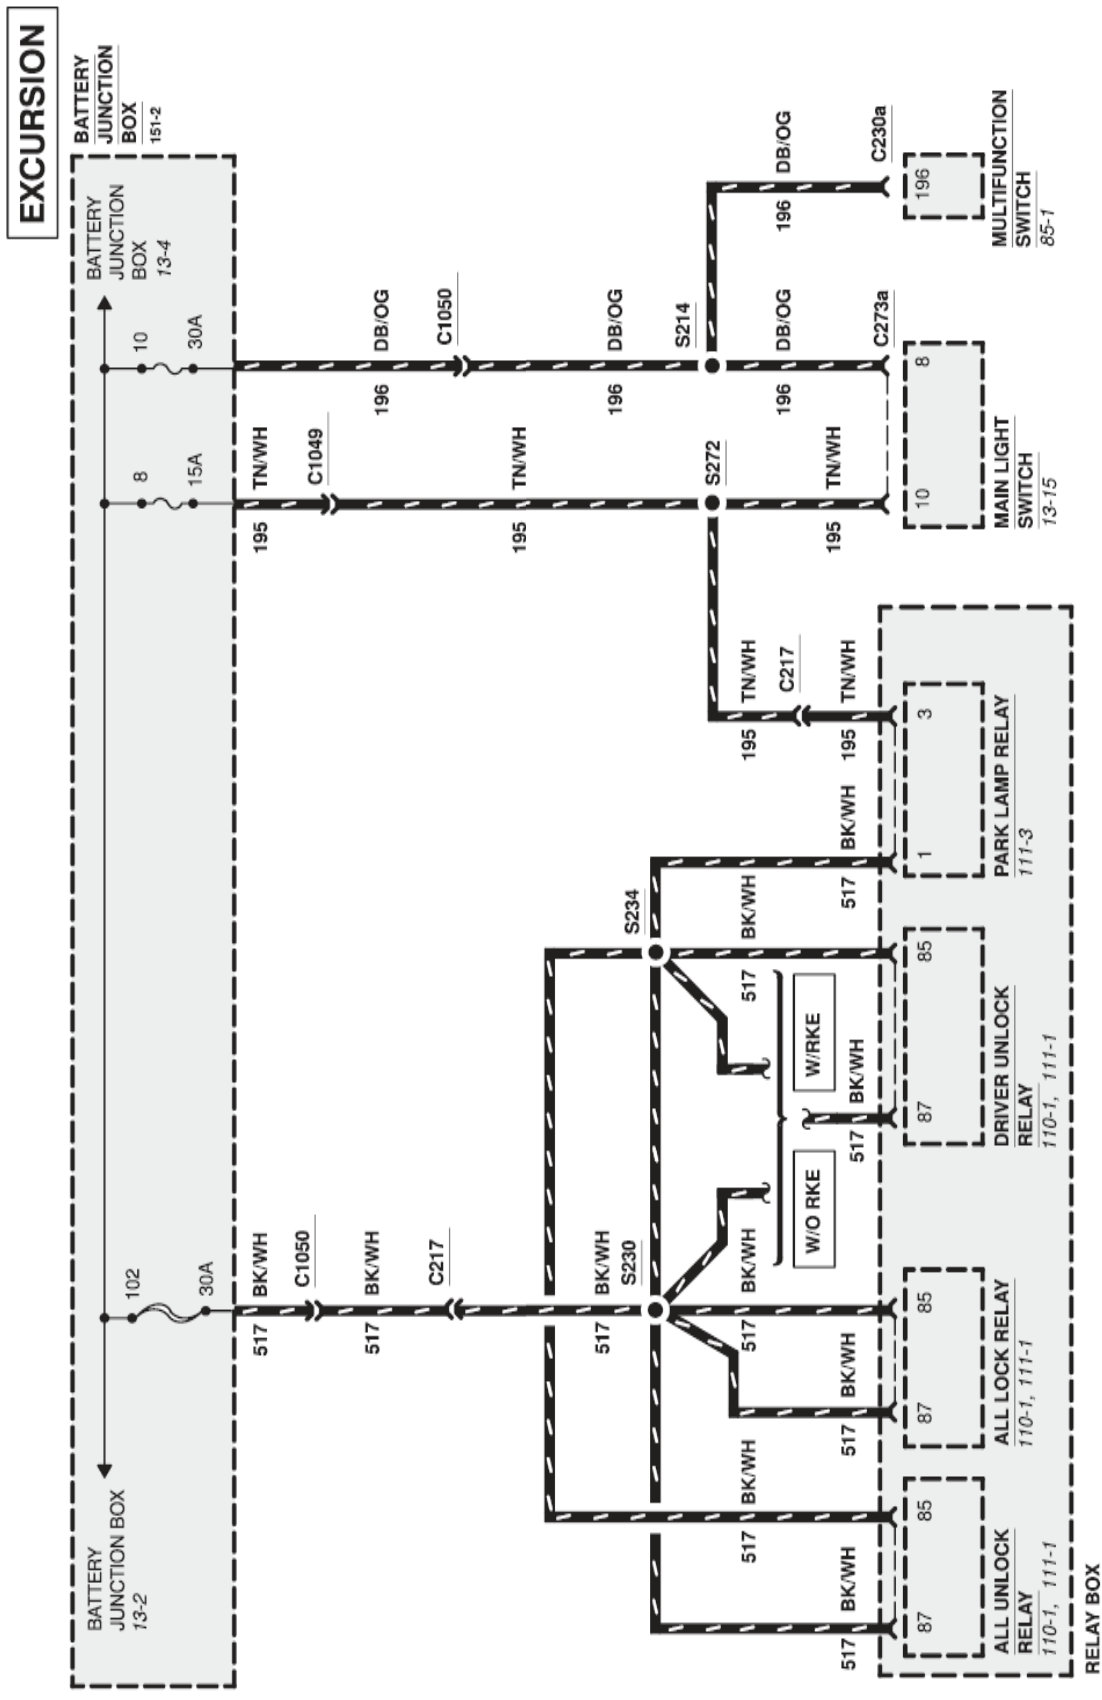 EXCURSION
BATTERY
JUNCTION
BOX
151-2
BATTERY
JUNCTION BOX
13-2
BATTERY
JUNCTION
BOX
13-4
102
30A
8
15A
10
30A
517
BK/WH
C1050
517
BK/WH
C217
517
BK/WH
S230
195
TN/WH
C1049
195
TN/WH
196
DB/OG
C1050
196
DB/OG
S234
S272
S214
517
BK/WH
517
BK/WH
517
BK/WH
195
TN/WH
C217
195
TN/WH
196
DB/OG
196
DB/OG
W/O RKE
W/RKE
517
BK/WH
517
BK/WH
517
BK/WH
517
BK/WH
195
TN/WH
C273a
C230a
87
85
87
85
87
85
1
3
10
8
196
ALL UNLOCK
RELAY
110-1, 111-1
ALL LOCK RELAY
110-1, 111-1
DRIVER UNLOCK
RELAY
110-1, 111-1
PARK LAMP RELAY
111-3
MAIN LIGHT
SWITCH
13-15
MULTIFUNCTION
SWITCH
85-1
RELAY BOX